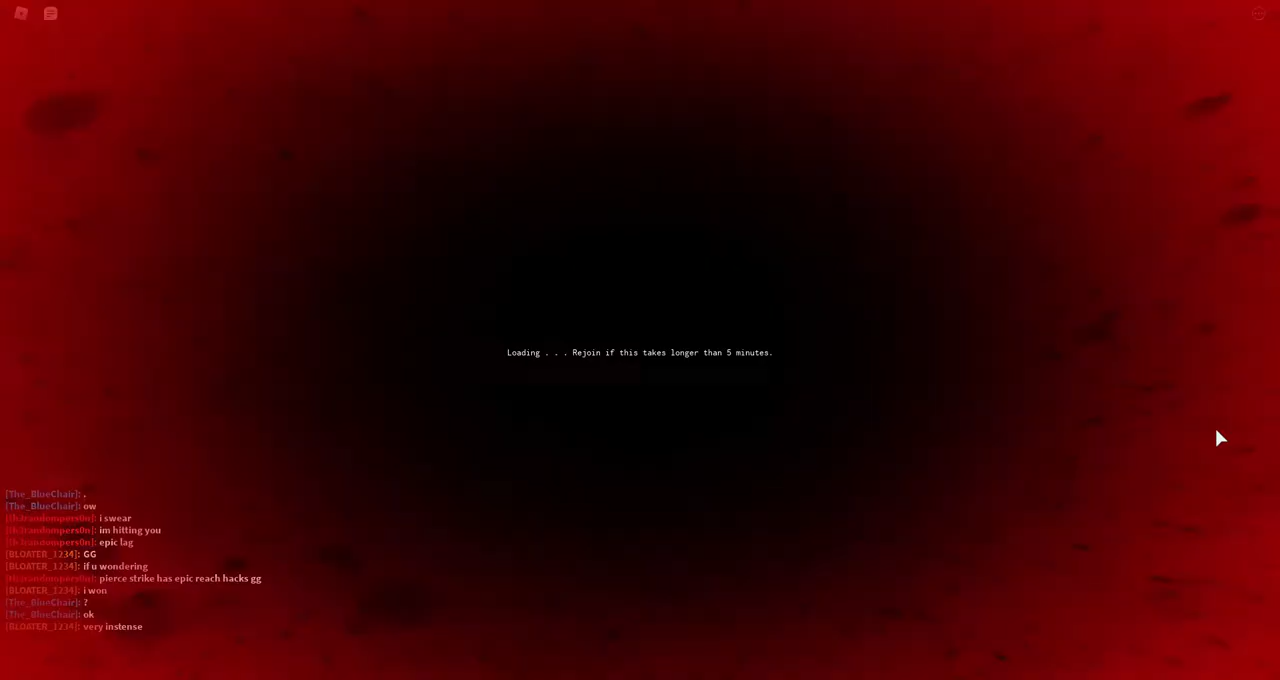 Loading . . . Rejoin if this takes longer than 5 minutes.
[The_BlueChair]: .
[The_BlueChair]: ow
i swear
im hitting you
epic lag
[BLOATER_1234]: GG
[BLOATER_1234]: if u wondering
pierce strike has epic reach hacks gg
[BLOATER_1234]: i won
[The_BlueChair]: ?
[The_BlueChair]: ok
[BLOATER_1234]: very instense